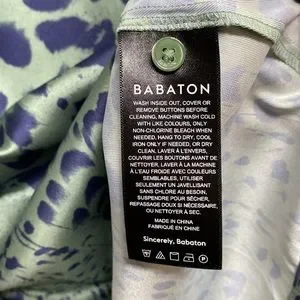 BABATON
WASH INSIDE OUT, COVER OR
REMOVE BUTTONS BEFORE
CLEANING, MACHINE WASH COLD
WITH LIKE COLOURS, ONLY
NON-CHLORINE BLEACH WHEN
NEEDED, HANG TO DRY, COOL
IRON ONLY IF NEEDED, OR DRY
CLEAN. LAVER À L'ENVERS,
COUVRIR LES BOUTONS AVANT DE
NETTOYER, LAVER À LA MACHINE À
L'EAU FROIDE AVEC COULEURS
SEMBLABLES, UTILISER
SEULEMENT UN JAVELLISANT
SANS CHLORE AU BESOIN,
SUSPENDRE POUR SÉCHER,
REPASSAGE DOUX SI NÉCESSAIRE,
OU NETTOYER À SEC.
MADE IN CHINA
FABRIQUÉ EN CHINE
Sincerely, Babaton